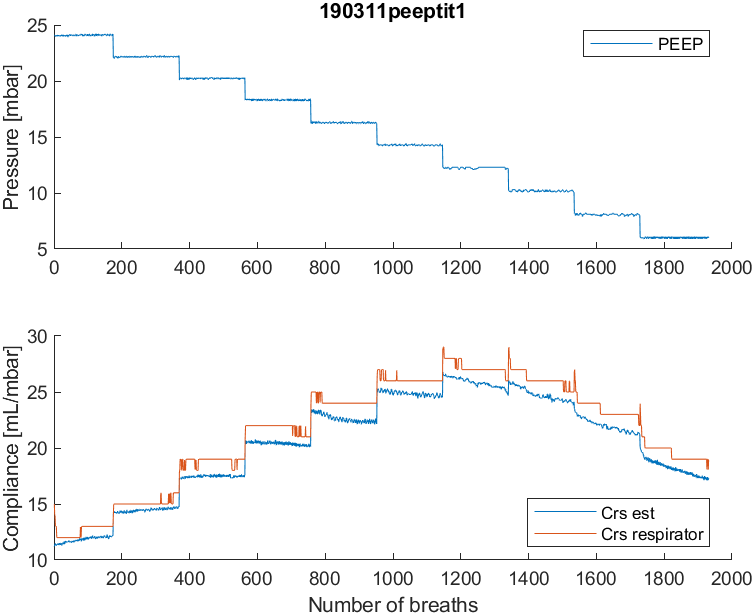 190311peeptit1
25
20
15
10
5
Pressure [mbar]
PEEP
0 200 400 600 800 1000 1200 1400 1600 1800 2000
30
25
20
15
10
Compliance [mL/mbar]
Crs est
Crs respirator
0 200 400 600 800 1000 1200 1400 1600 1800 2000
Number of breaths